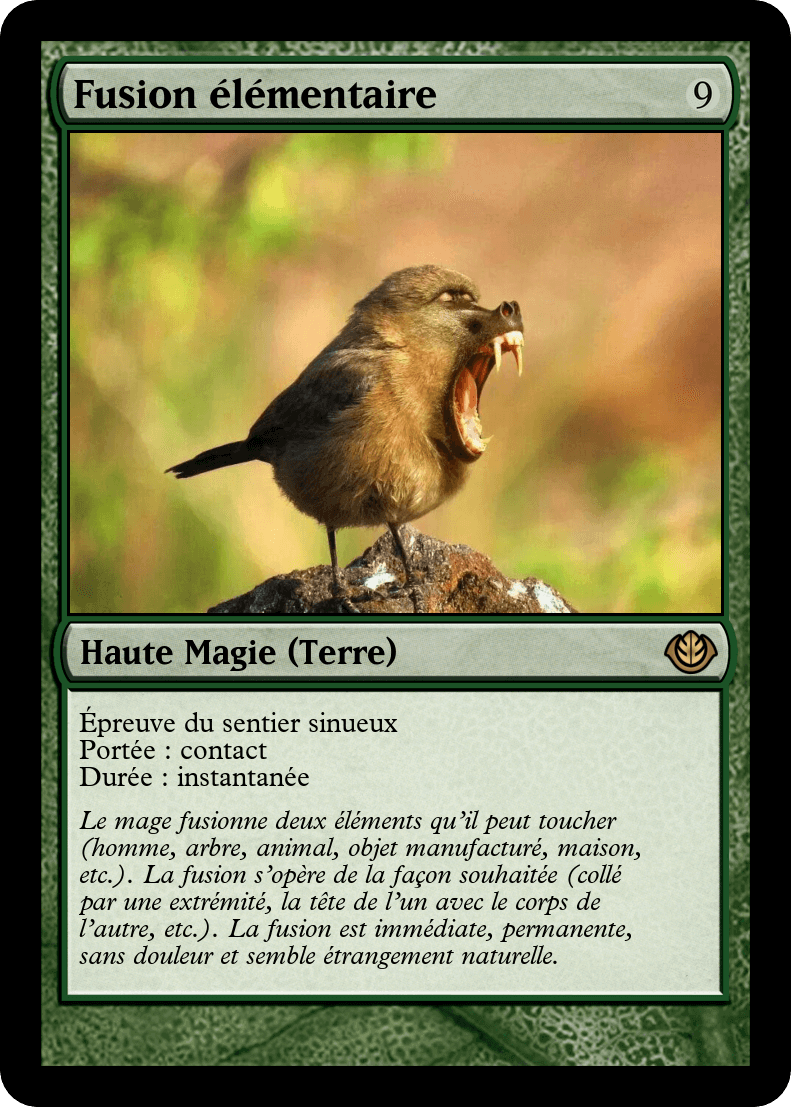 Fusion élémentaire
9
Haute Magie (Terre)
Épreuve du sentier sinueux
Portée : contact
Durée : instantanée
Le mage fusionne deux éléments qu'il peut toucher
(homme, arbre, animal, objet manufacturé, maison,
etc.). La fusion s'opère de la façon souhaitée (collé
par une extrémité, la tête de l'un avec le corps de
l'autre, etc.). La fusion est immédiate, permanente,
sans douleur et semble étrangement naturelle.